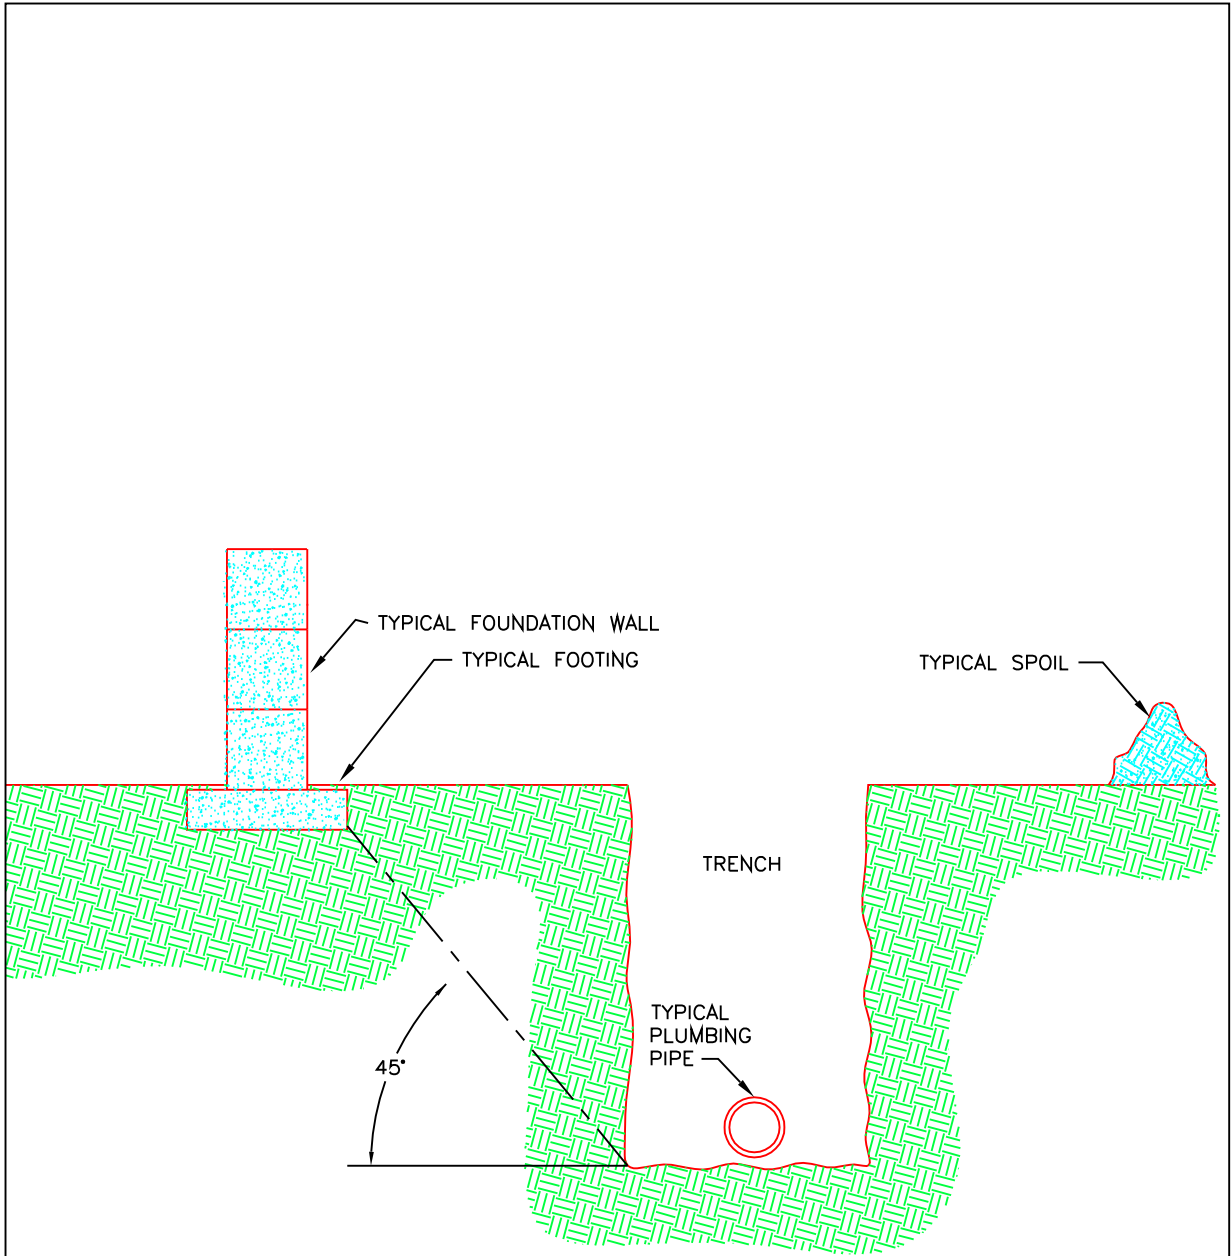 TYPICAL FOUNDATION WALL
TYPICAL FOOTING
TYPICAL SPOIL
TRENCH
TYPICAL
PLUMBING
PIPE
45°